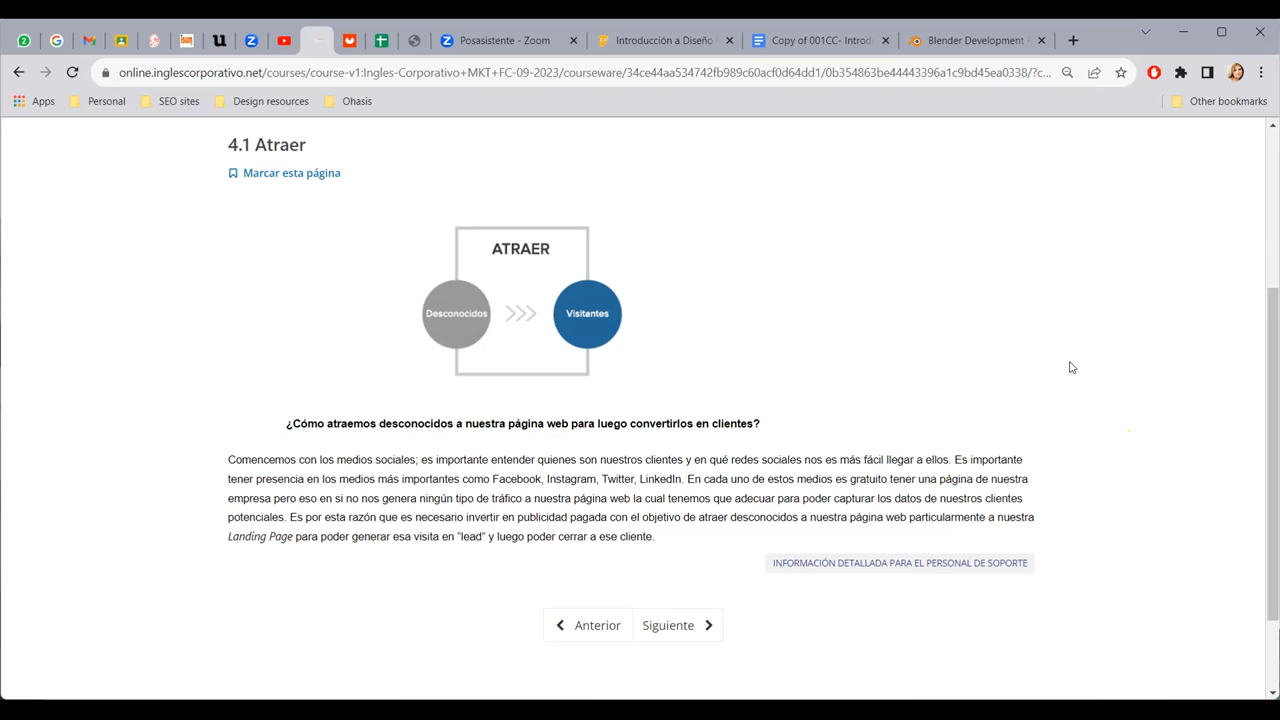 2
Posasistente - Zoom
Introducción a Diseño
Copy of 001CC- Introd
Blender Development
online.inglescorporativo.net/courses/course-v1:Ingles-Corporativo+MKT+FC-09-2023/courseware/34ce44aa534742fb989c60acf0d64dd1/0b354863be44443396a1c9bd45ea0338/?c...
Apps Personal SEO sites Design resources Ohasis Other bookmarks
4.1 Atraer
Marcar esta página
ATRAER
Desconocidos
Visitantes
¿Cómo atraemos desconocidos a nuestra página web para luego convertirlos en clientes?
Comencemos con los medios sociales; es importante entender quienes son nuestros clientes y en qué redes sociales nos es más fácil llegar a ellos. Es importante
tener presencia en los medios más importantes como Facebook, Instagram, Twitter, LinkedIn. En cada uno de estos medios es gratuito tener una página de nuestra
empresa pero eso en si no nos genera ningún tipo de tráfico a nuestra página web la cual tenemos que adecuar para poder capturar los datos de nuestros clientes
potenciales. Es por esta razón que es necesario invertir en publicidad pagada con el objetivo de atraer desconocidos a nuestra página web particularmente a nuestra
Landing Page para poder generar esa visita en “lead” y luego poder cerrar a ese cliente.
INFORMACIÓN DETALLADA PARA EL PERSONAL DE SOPORTE
Anterior
Siguiente